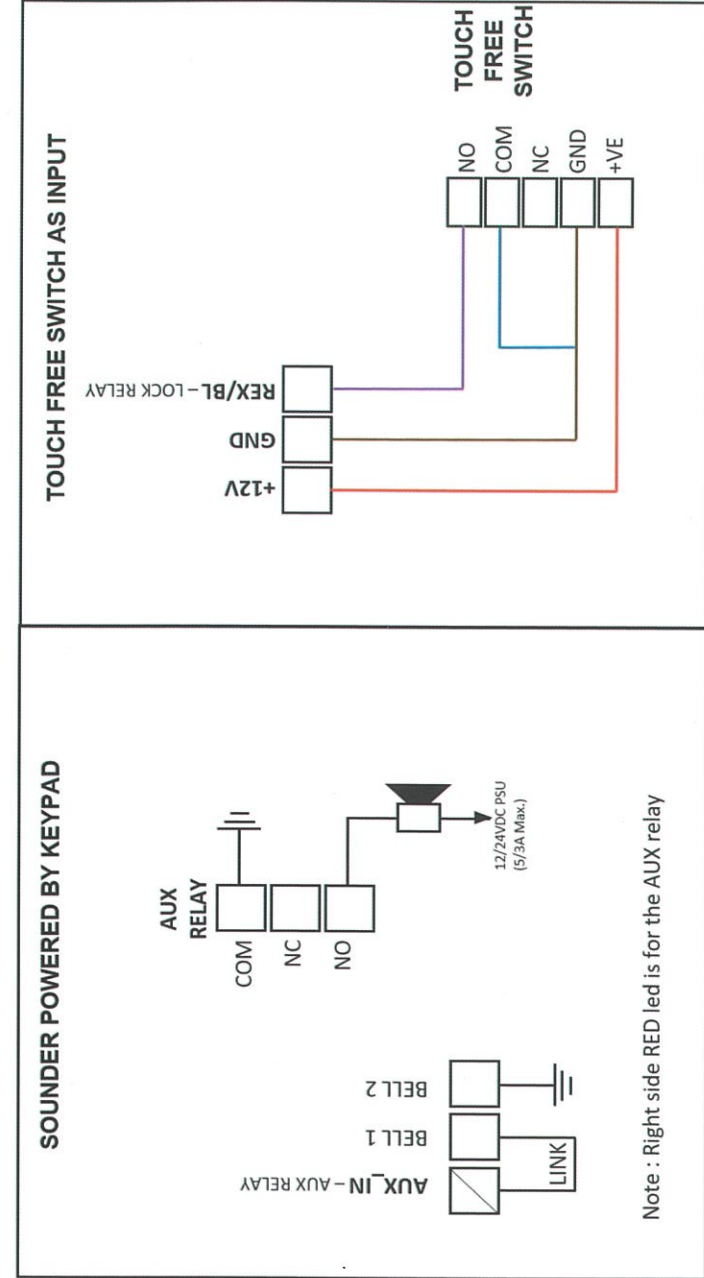 SOUNDER POWERED BY KEYPAD
AUX
RELAY
COM
NC
NO
12/24VDC PSU
(5/3A Max.)
AUX_IN – AUX RELAY
BELL 1
BELL 2
LINK
Note : Right side RED led is for the AUX relay
TOUCH FREE SWITCH AS INPUT
+12V
GND
REX/BL – LOCK RELAY
TOUCH
FREE
SWITCH
NO
COM
NC
GND
+VE